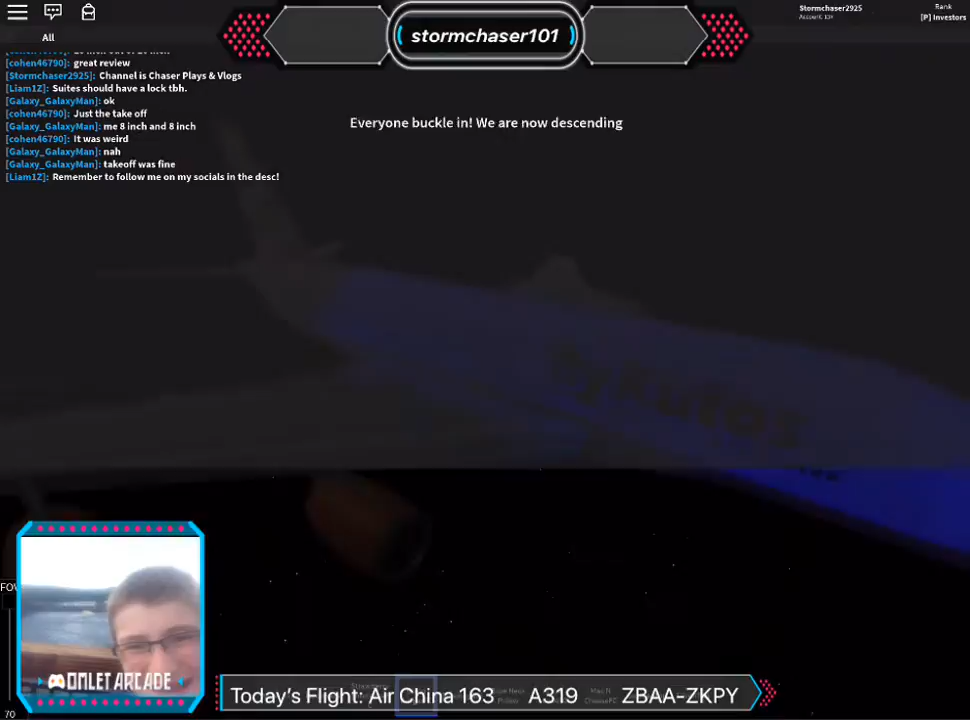 Stormchaser2925
Rank
[P] Investors
All
stormchaser101
[cohen46790]: great review
[Stormchaser2925]: Channel is Chaser Plays & Vlogs
[Liam1Z]: Suites should have a lock tbh.
[Galaxy_GalaxyMan]: ok
[cohen46790]: Just the take off
[Galaxy_GalaxyMan]: me 8 inch and 8 inch
[cohen46790]: It was weird
[Galaxy_GalaxyMan]: nah
[Galaxy_GalaxyMan]: takeoff was fine
[Liam1Z]: Remember to follow me on my socials in the desc!
Everyone buckle in! We are now descending
FOV
70
OMLET ARCADE
Today's Flight: Air China 163 A319 ZBAA-ZKPY